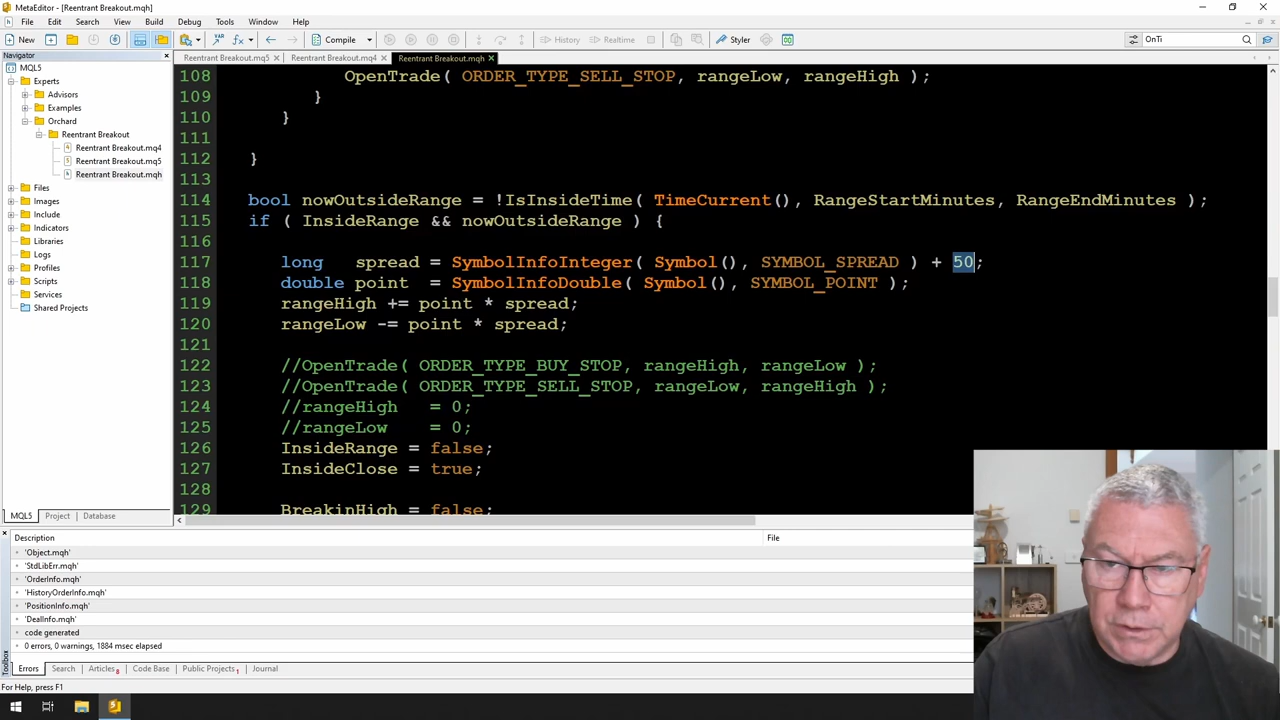 MetaEditor - [Reentrant Breakout.mqh]
File Edit Search View Build Debug Tools Window Help
New Compile History Realtime Styler OnTi
Navigator
Reentrant Breakout.mq5 Reentrant Breakout.mq4 Reentrant Breakout.mqh
MQL5
Experts
Advisors
Examples
Orchard
Reentrant Breakout
Reentrant Breakout.mq4
Reentrant Breakout.mq5
Reentrant Breakout.mqh
Files
Images
Include
Indicators
Libraries
Logs
Profiles
Scripts
Services
Shared Projects
MQL5 Project Database
108 OpenTrade( ORDER_TYPE_SELL_STOP, rangeLow, rangeHigh );
109 }
110 }
111
112 }
113
114 bool nowOutsideRange = !IsInsideTime( TimeCurrent(), RangeStartMinutes, RangeEndMinutes );
115 if ( InsideRange && nowOutsideRange ) {
116
117 long spread = SymbolInfoInteger( Symbol(), SYMBOL_SPREAD ) + 50;
118 double point = SymbolInfoDouble( Symbol(), SYMBOL_POINT );
119 rangeHigh += point * spread;
120 rangeLow -= point * spread;
121
122 //OpenTrade( ORDER_TYPE_BUY_STOP, rangeHigh, rangeLow );
123 //OpenTrade( ORDER_TYPE_SELL_STOP, rangeLow, rangeHigh );
124 //rangeHigh = 0;
125 //rangeLow = 0;
126 InsideRange = false;
127 InsideClose = true;
128
129 BreakinHigh = false;
Description File
'Object.mqh'
'StdLibErr.mqh'
'OrderInfo.mqh'
'HistoryOrderInfo.mqh'
'PositionInfo.mqh'
'DealInfo.mqh'
code generated
0 errors, 0 warnings, 1884 msec elapsed
Toolbox
Errors Search Articles 8 Code Base Public Projects 1 Journal
For Help, press F1